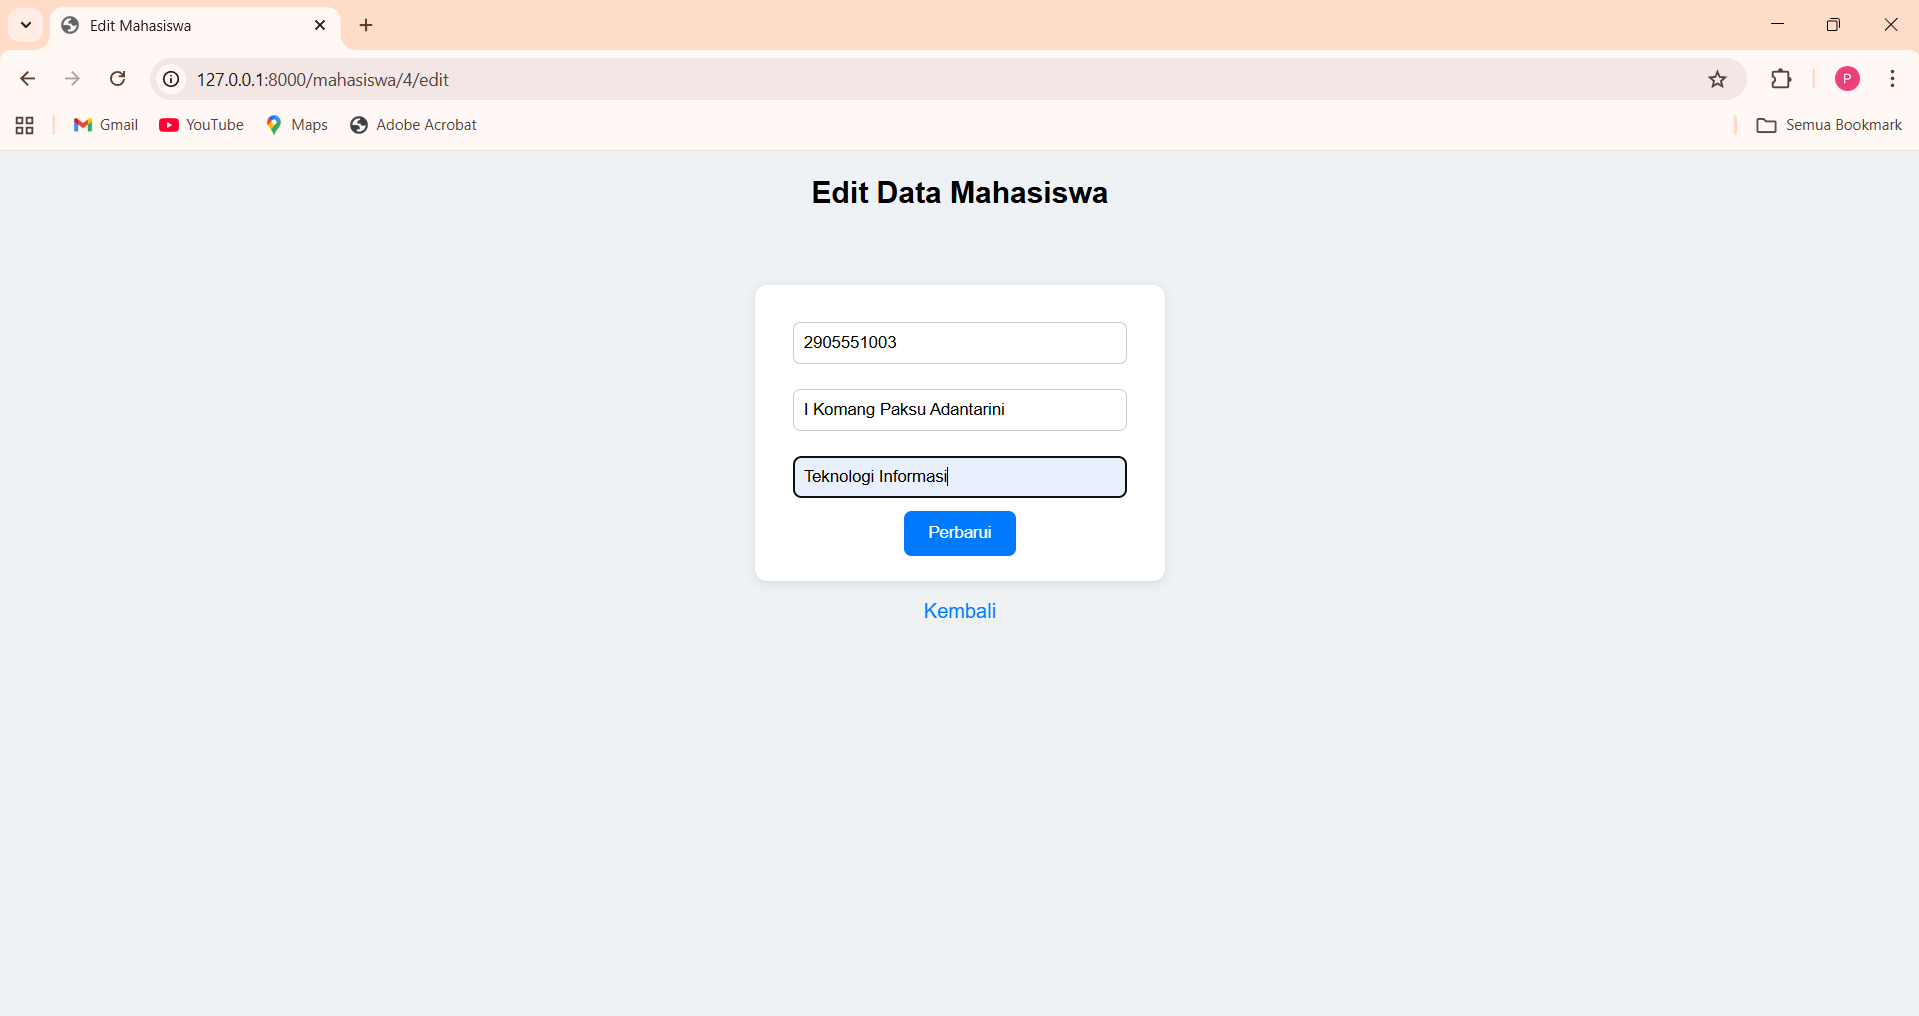 Edit Mahasiswa
127.0.0.1:8000/mahasiswa/4/edit
P
Gmail YouTube Maps Adobe Acrobat Semua Bookmark
Edit Data Mahasiswa
2905551003
I Komang Paksu Adantarini
Teknologi Informasi
Perbarui
Kembali